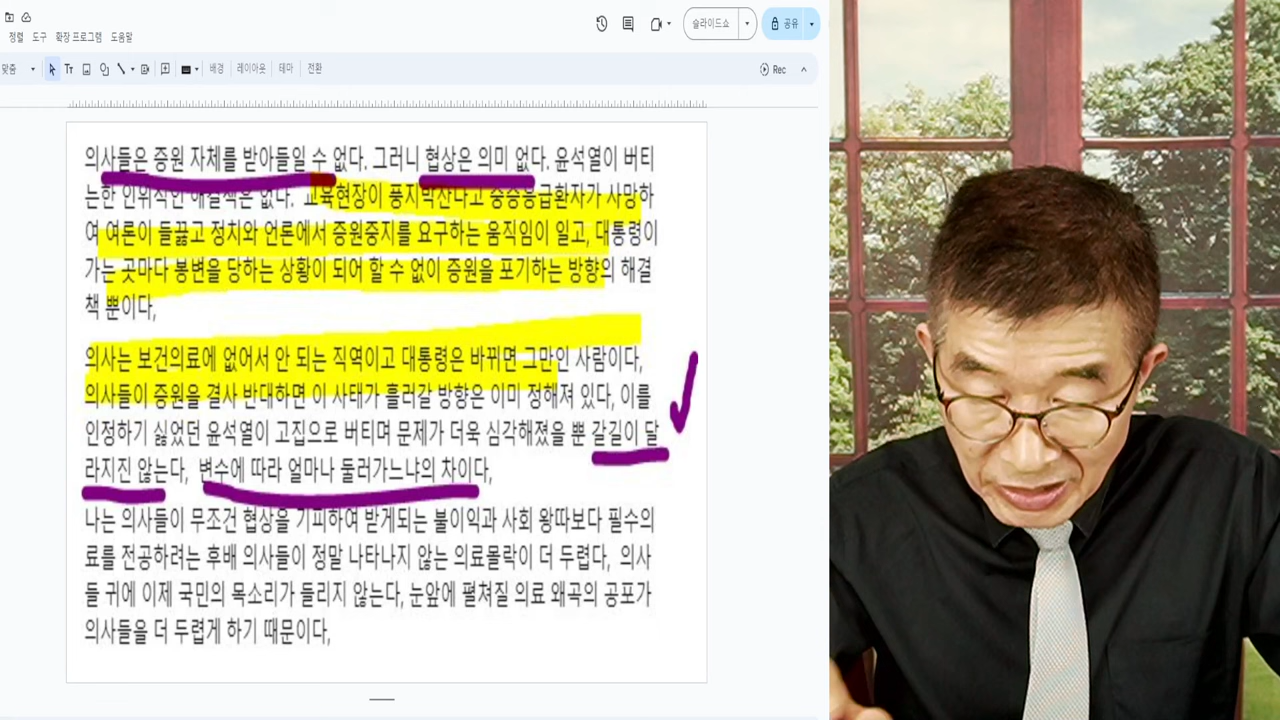 정렬 도구 확장 프로그램 도움말
슬라이드쇼
공유
맞춤
Tr
배경 레이아웃 테마 전환
Rec
의사들은 증원 자체를 받아들일 수 없다. 그러니 협상은 의미 없다. 윤석열이 버티
는한 인위적인 해결책은 없다. 교육현장이 풍지박산나고 중증응급환자가 사망하
여 여론이 들끓고 정치와 언론에서 증원중지를 요구하는 움직임이 일고, 대통령이
가는 곳마다 봉변을 당하는 상황이 되어 할 수 없이 증원을 포기하는 방향의 해결
책 뿐이다,
의사는 보건의료에 없어서 안 되는 직역이고 대통령은 바뀌면 그만인 사람이다,
의사들이 증원을 결사 반대하면 이 사태가 흘러갈 방향은 이미 정해져 있다, 이를
인정하기 싫었던 윤석열이 고집으로 버티며 문제가 더욱 심각해졌을 뿐 갈길이 달
라지진 않는다, 변수에 따라 얼마나 둘러가느냐의 차이다,
나는 의사들이 무조건 협상을 기피하여 받게되는 불이익과 사회 왕따보다 필수의
료를 전공하려는 후배 의사들이 정말 나타나지 않는 의료몰락이 더 두렵다, 의사
들 귀에 이제 국민의 목소리가 들리지 않는다, 눈앞에 펼쳐질 의료 왜곡의 공포가
의사들을 더 두렵게 하기 때문이다,